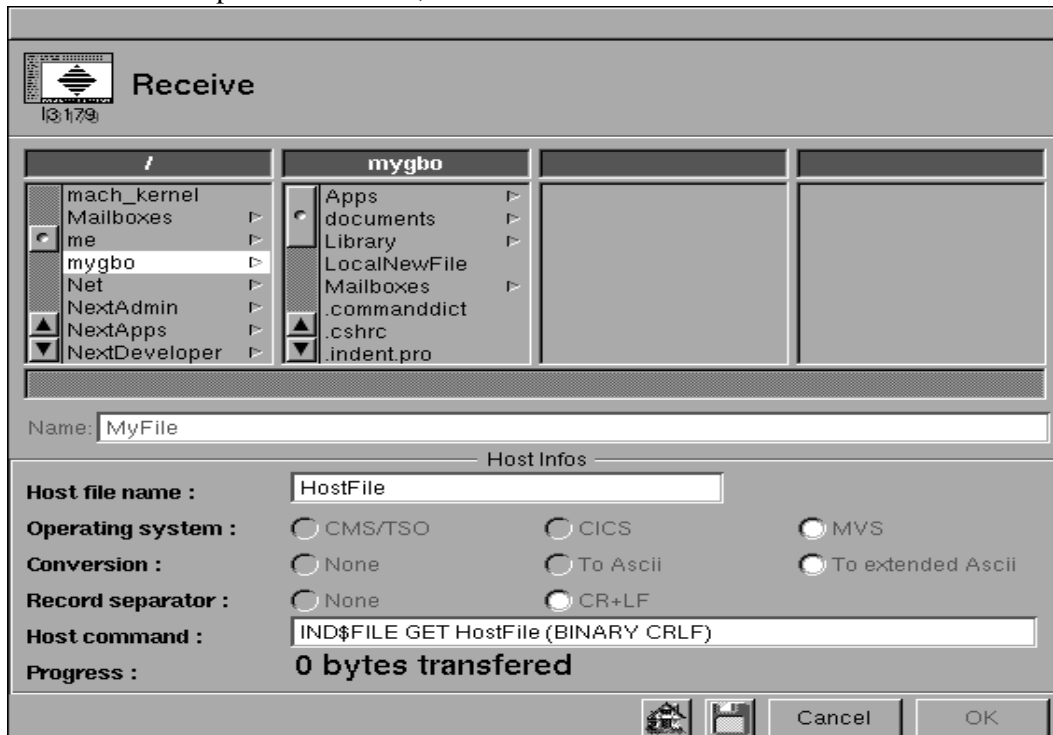 Receive
3179
/
mygbo
mach_kernel
Mailboxes
me
mygbo
Net
NextAdmin
NextApps
NextDeveloper
Apps
documents
Library
LocalNewFile
Mailboxes
.commanddict
.cshrc
.indent.pro
Name: MyFile
Host Infos
Host file name : HostFile
Operating system : CMS/TSO CICS MVS
Conversion : None To Ascii To extended Ascii
Record separator : None CR+LF
Host command : IND$FILE GET HostFile (BINARY CRLF)
Progress : 0 bytes transfered
Cancel OK